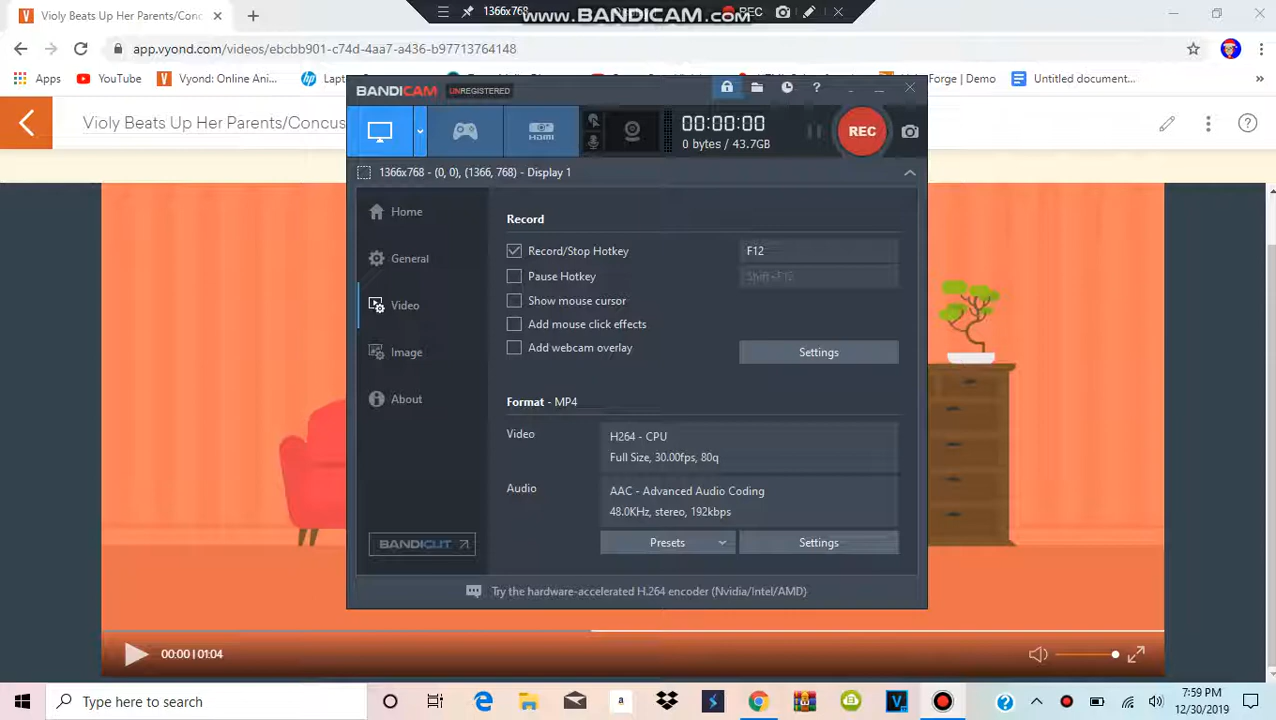 Violy Beats Up Her Parents/Conc
1366x768
www.BANDICAM.com
REC
app.vyond.com/videos/ebcbb901-c74d-4aa7-a436-b97713764148
Apps
YouTube
Vyond: Online Ani...
Laptop
Forge | Demo
Untitled document...
BANDICAM UNREGISTERED
Violy Beats Up Her Parents/Concus
00:00:00
0 bytes / 43.7GB
REC
HDMI
1366x768 - (0, 0), (1366, 768) - Display 1
Home
General
Video
Image
About
BANDICUT
Record
Record/Stop Hotkey
F12
Pause Hotkey
Shift+F12
Show mouse cursor
Add mouse click effects
Add webcam overlay
Settings
Format - MP4
Video
H264 - CPU
Full Size, 30.00fps, 80q
Audio
AAC - Advanced Audio Coding
48.0KHz, stereo, 192kbps
Presets
Settings
Try the hardware-accelerated H.264 encoder (Nvidia/Intel/AMD)
00:00 | 01:04
Type here to search
7:59 PM
12/30/2019